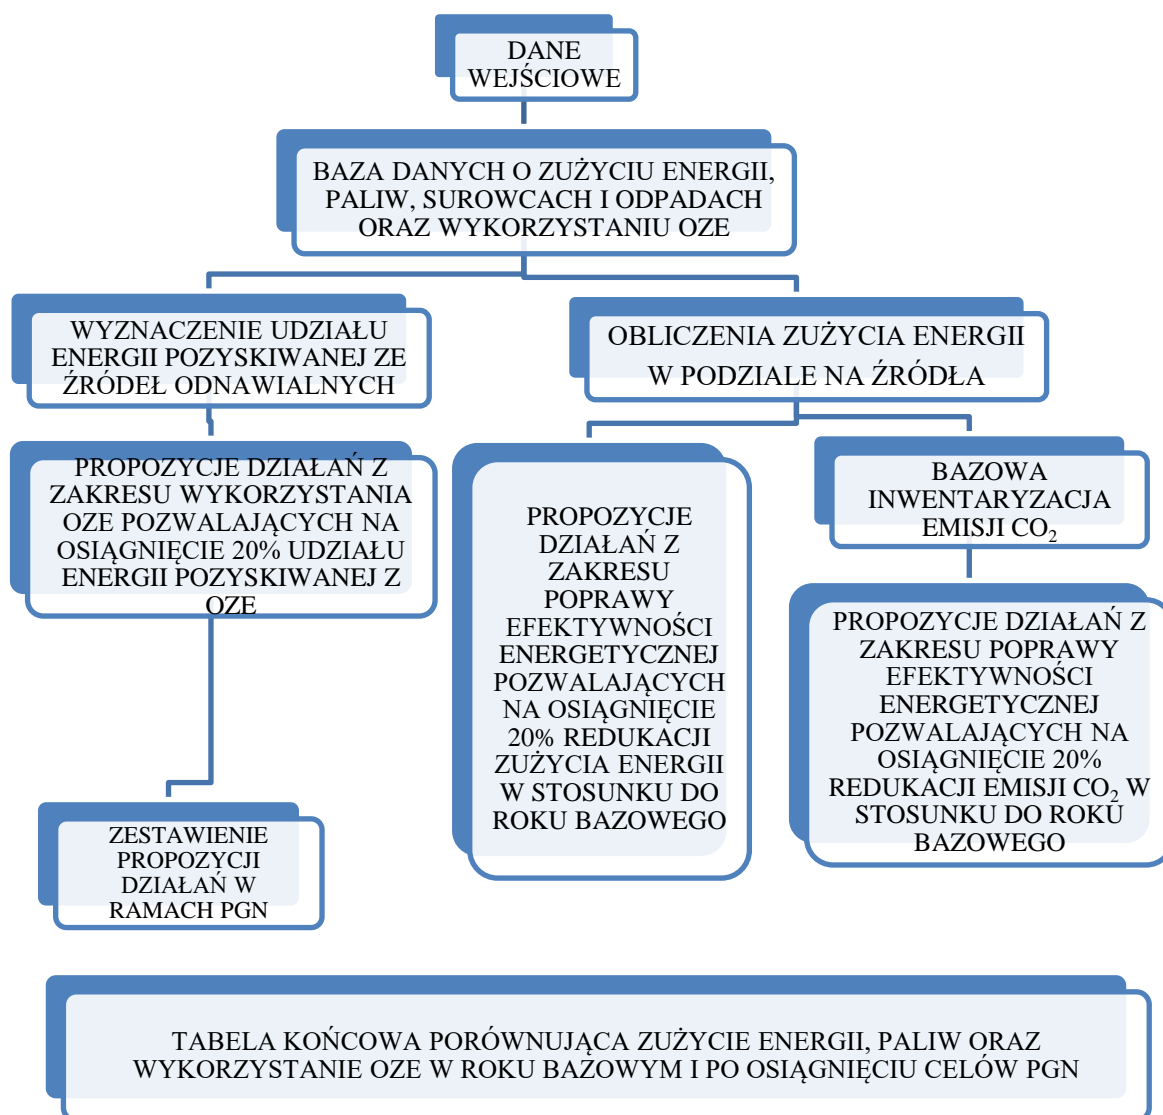 DANE
WEJŚCIOWE
BAZA DANYCH O ZUŻYCIU ENERGII,
PALIW, SUROWCACH I ODPADACH
ORAZ WYKORZYSTANIU OZE
WYZNACZENIE UDZIAŁU
ENERGII POZYSKIWANEJ ZE
ŹRÓDEŁ ODNAWIALNYCH
OBLICZENIA ZUŻYCIA ENERGII
W PODZIALE NA ŹRÓDŁA
PROPOZYCJE DZIAŁAŃ Z
ZAKRESU WYKORZYSTANIA
OZE POZWALAJĄCYCH NA
OSIĄGNIĘCIE 20% UDZIAŁU
ENERGII POZYSKIWANEJ Z
OZE
PROPOZYCJE
DZIAŁAŃ Z
ZAKRESU
POPRAWY
EFEKTYWNOŚCI
ENERGETYCZNEJ
POZWALAJĄCYCH
NA OSIĄGNIĘCIE
20% REDUKACJI
ZUŻYCIA ENERGII
W STOSUNKU DO
ROKU BAZOWEGO
BAZOWA
INWENTARYZACJA
EMISJI CO₂
PROPOZYCJE DZIAŁAŃ Z
ZAKRESU POPRAWY
EFEKTYWNOŚCI
ENERGETYCZNEJ
POZWALAJĄCYCH NA
OSIĄGNIĘCIE 20%
REDUKACJI EMISJI CO₂ W
STOSUNKU DO ROKU
BAZOWEGO
ZESTAWIENIE
PROPOZYCJI
DZIAŁAŃ W
RAMACH PGN
TABELA KOŃCOWA PORÓWNUJĄCA ZUŻYCIE ENERGII, PALIW ORAZ
WYKORZYSTANIE OZE W ROKU BAZOWYM I PO OSIĄGNIĘCIU CELÓW PGN